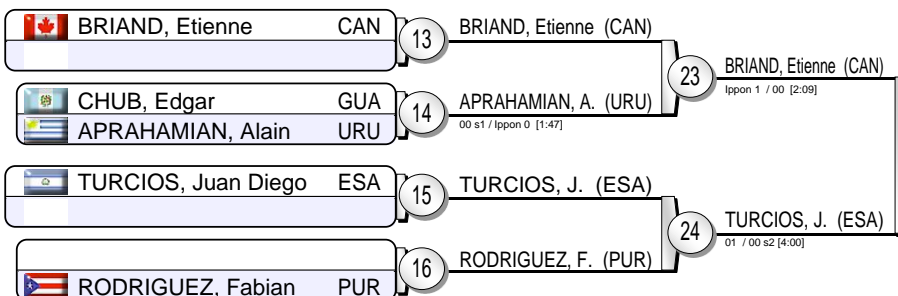 BRIAND, Etienne CAN
CHUB, Edgar GUA
APRAHAMIAN, Alain URU
TURCIOS, Juan Diego ESA
RODRIGUEZ, Fabian PUR
13
14
15
16
BRIAND, Etienne (CAN)
APRAHAMIAN, A. (URU)
00 s1 / Ippon 0 [1:47]
TURCIOS, J. (ESA)
RODRIGUEZ, F. (PUR)
23
24
BRIAND, Etienne (CAN)
Ippon 1 / 00 [2:09]
TURCIOS, J. (ESA)
01 / 00 s2 [4:00]